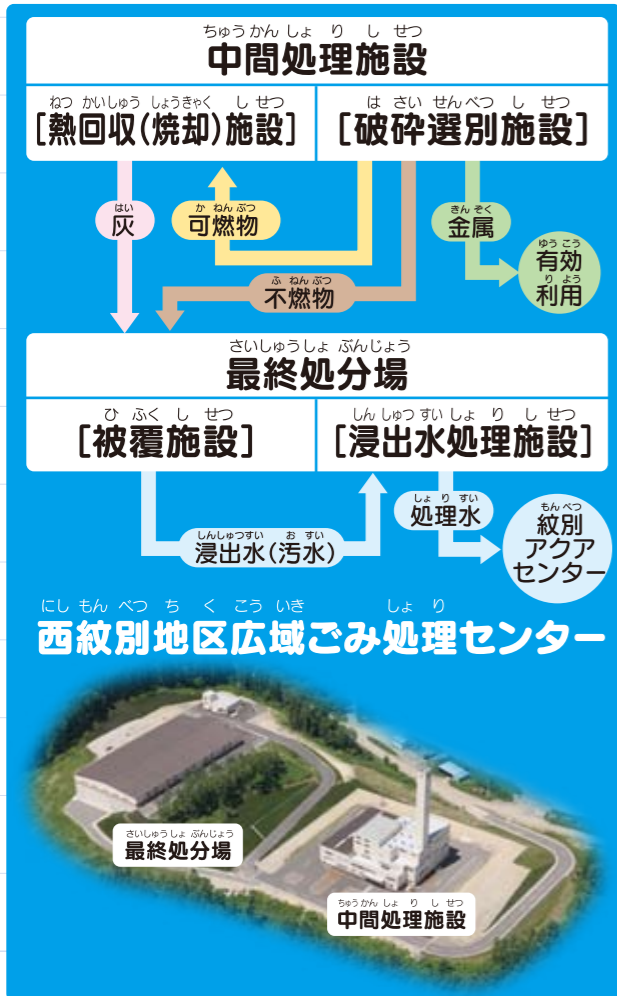 ちゅうかんしょりしせつ
中間処理施設
ねつかいしゅうしょうきゃくしせつ
[熱回収(焼却)施設]
はさいせんべつしせつ
[破砕選別施設]
はい
灰
かねんぶつ
可燃物
きんぞく
金属
ゆうこう
有効
りよう
利用
ふねんぶつ
不燃物
さいしゅうしょぶんじょう
最終処分場
ひふくしせつ
[被覆施設]
しんしゅつすいしょりしせつ
[浸出水処理施設]
しょりすい
処理水
しんしゅつすい おすい
浸出水(汚水)
もんべつ
紋別
アクア
センター
にしもんべつちくこういき しょり
西紋別地区広域ごみ処理センター
さいしゅうしょぶんじょう
最終処分場
ちゅうかんしょりしせつ
中間処理施設